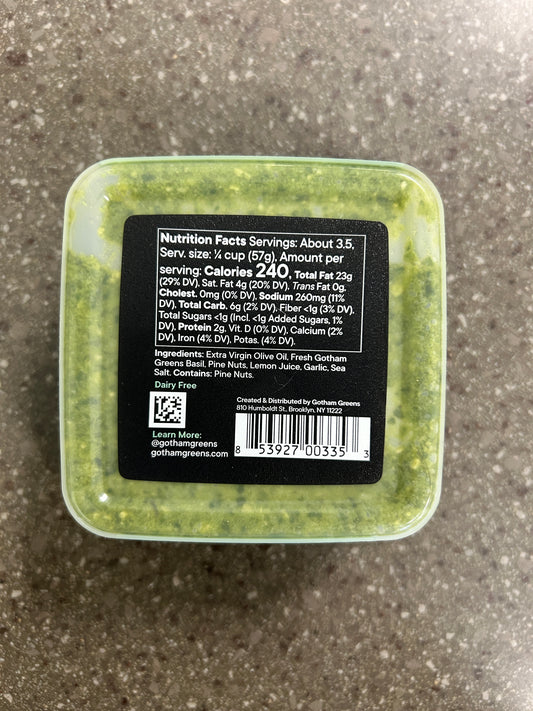 Nutrition Facts Servings: About 3.5,
Serv. size: ¼ cup (57g), Amount per
serving: Calories 240, Total Fat 23g
(29% DV), Sat. Fat 4g (20% DV), Trans Fat 0g,
Cholest. 0mg (0% DV), Sodium 260mg (11%
DV), Total Carb. 6g (2% DV), Fiber <1g (3% DV),
Total Sugars <1g (Incl. <1g Added Sugars, 1%
DV), Protein 2g, Vit. D (0% DV), Calcium (2%
DV), Iron (4% DV), Potas. (4% DV).
Ingredients: Extra Virgin Olive Oil, Fresh Gotham
Greens Basil, Pine Nuts, Lemon Juice, Garlic, Sea
Salt. Contains: Pine Nuts.
Dairy Free
Created & Distributed by Gotham Greens
810 Humboldt St., Brooklyn, NY 11222
Learn More:
@gothamgreens
gothamgreens.com
8 53927 00335 3